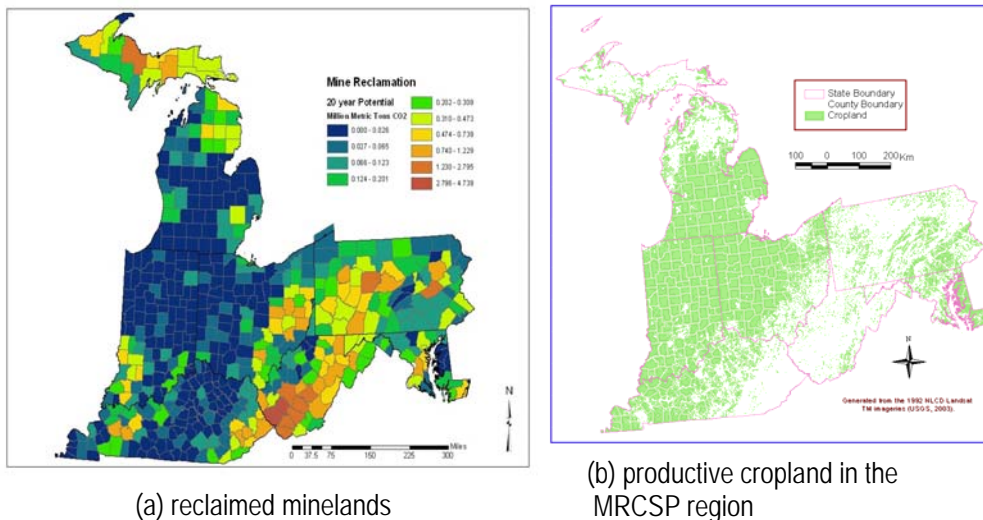 Mine Reclamation
20 year Potential
Million Metric Tons CO2
0.000 - 0.026
0.027 - 0.065
0.066 - 0.123
0.124 - 0.201
0.202 - 0.309
0.310 - 0.473
0.474 - 0.739
0.740 - 1.229
1.230 - 2.795
2.796 - 4.738
N
Miles
0 37.5 75 150 225 300
(a) reclaimed minelands
State Boundary
County Boundary
Cropland
100 0 100 200
Km
N
Generated from the 1992 NLCD Landsat
TM imageries (USGS, 2003).
(b) productive cropland in the
MRCSP region